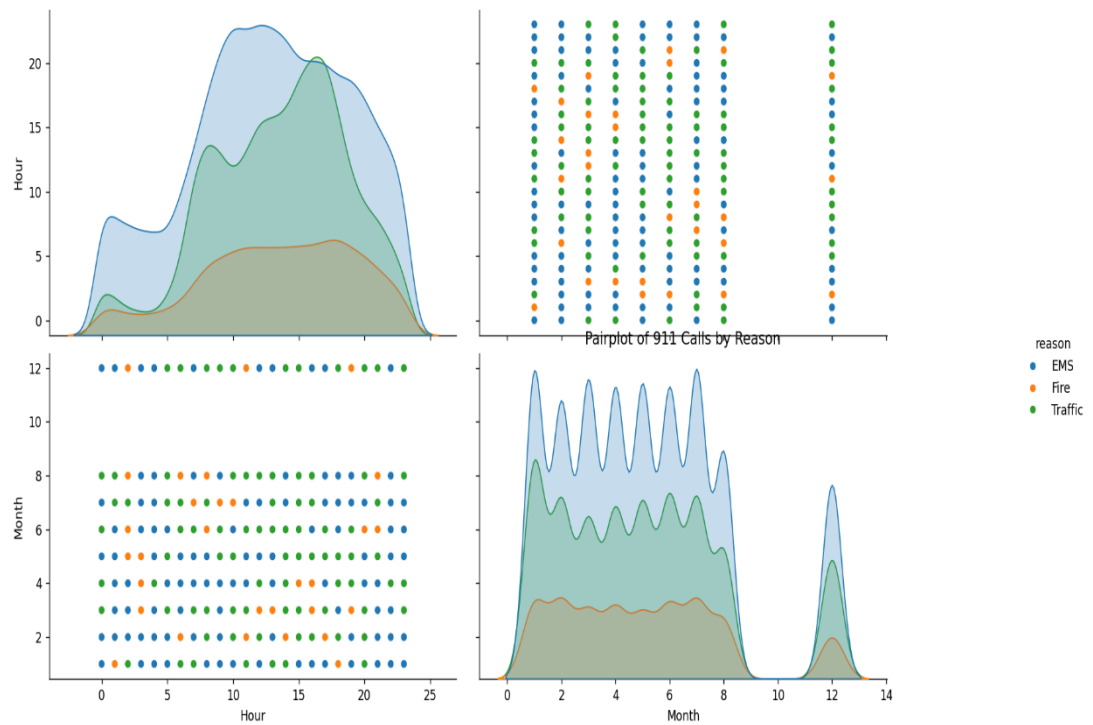 20
15
10
5
0
Hour
Pairplot of 911 Calls by Reason
reason
EMS
Fire
Traffic
12
10
8
6
4
2
Month
0 5 10 15 20 25
Hour
0 2 4 6 8 10 12 14
Month